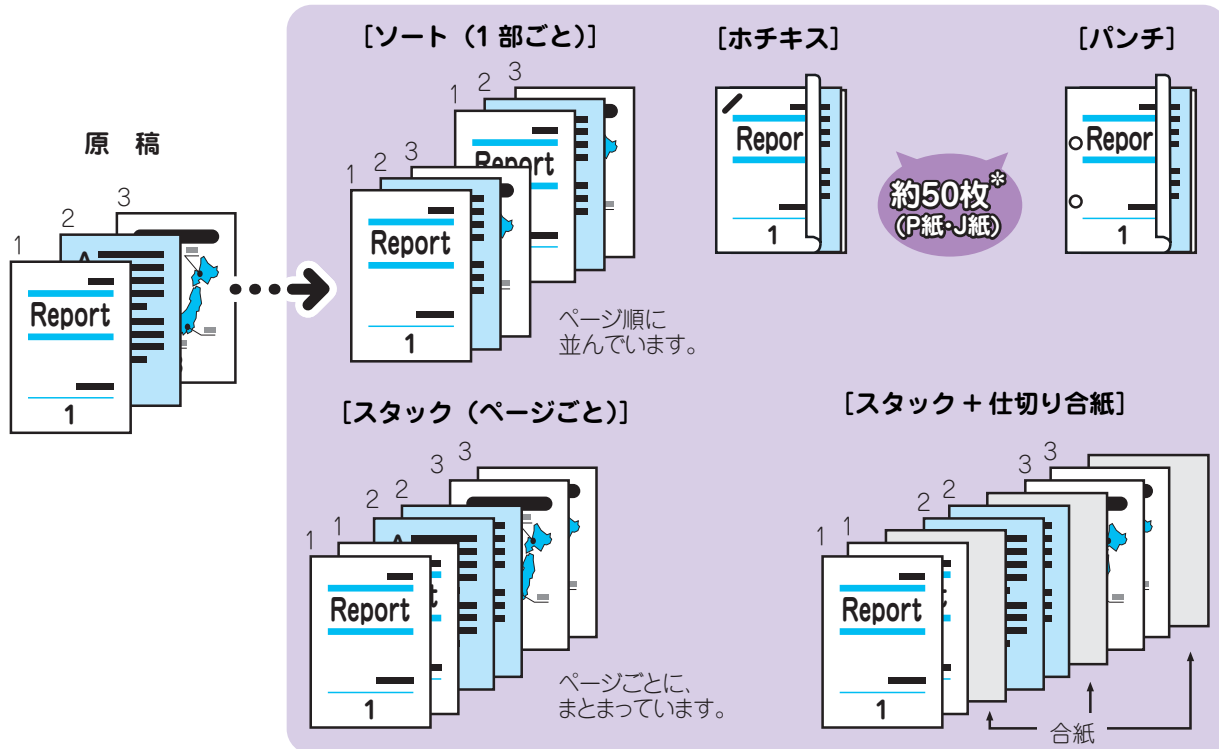 原 稿
1
2
3
Report
1
[ソート（1 部ごと）]
1
2
3
1
2
3
Report
Report
1
ページ順に
並んでいます。
[ホチキス]
Repor
1
約50枚*
(P紙・J紙)
[パンチ]
Repor
1
[スタック（ページごと）]
1
1
2
2
3
3
Report
1
ページごとに、
まとまっています。
[スタック + 仕切り合紙]
1
1
2
2
3
3
Report
1
合紙